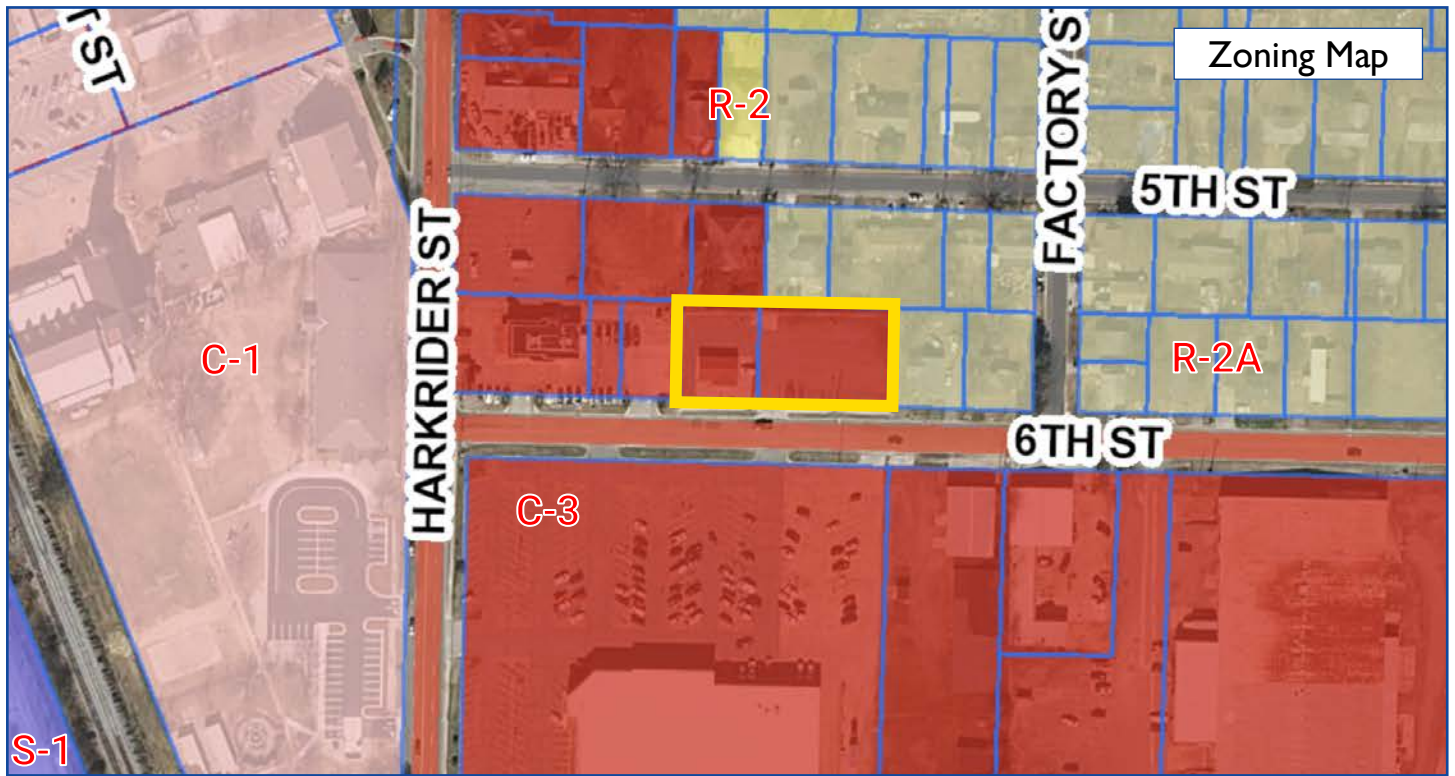 T ST
Zoning Map
FACTORY S
R-2
5TH ST
HARKRIDER ST
C-1
R-2A
6TH ST
C-3
S-1